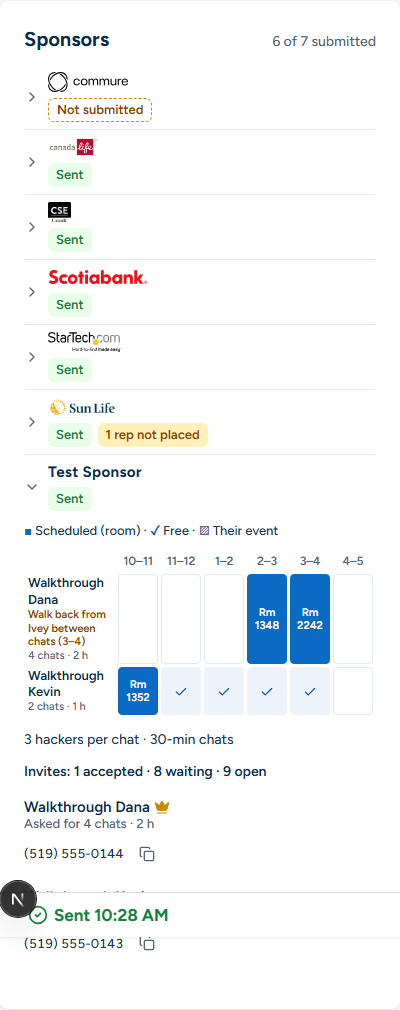 Sponsors
6 of 7 submitted
commure
Not submitted
canada life
Sent
CSE
Canada
Sent
Scotiabank.
Sent
StarTech.com
Hard-to-find made easy
Sent
Sun Life
Sent
1 rep not placed
Test Sponsor
Sent
Scheduled (room) · ✓ Free · ▨ Their event
10–11 11–12 1–2 2–3 3–4 4–5
Walkthrough
Dana
Walk back from
Ivey between
chats (3–4)
4 chats · 2 h
Rm
1348
Rm
2242
Walkthrough
Kevin
2 chats · 1 h
Rm
1352
3 hackers per chat · 30-min chats
Invites: 1 accepted · 8 waiting · 9 open
Walkthrough Dana
Asked for 4 chats · 2 h
(519) 555-0144
N
Sent 10:28 AM
(519) 555-0143